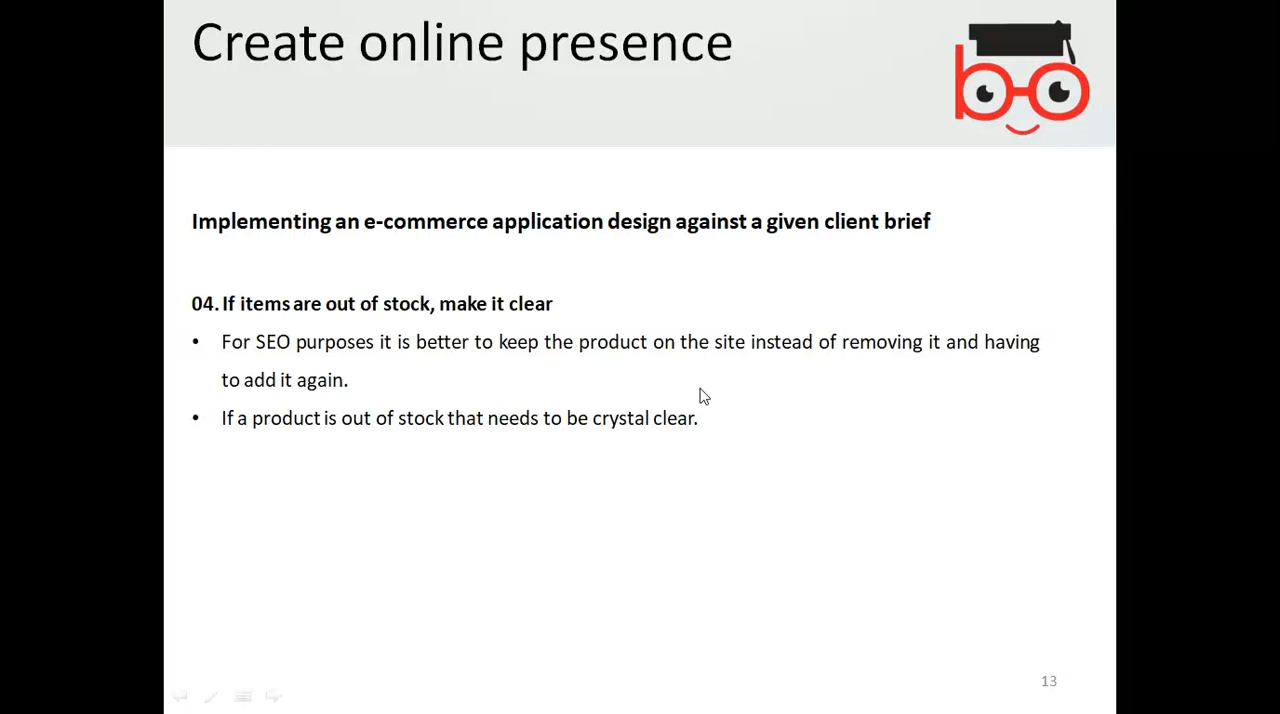 Create online presence
Implementing an e-commerce application design against a given client brief
04. If items are out of stock, make it clear
• For SEO purposes it is better to keep the product on the site instead of removing it and having
to add it again.
• If a product is out of stock that needs to be crystal clear.
13